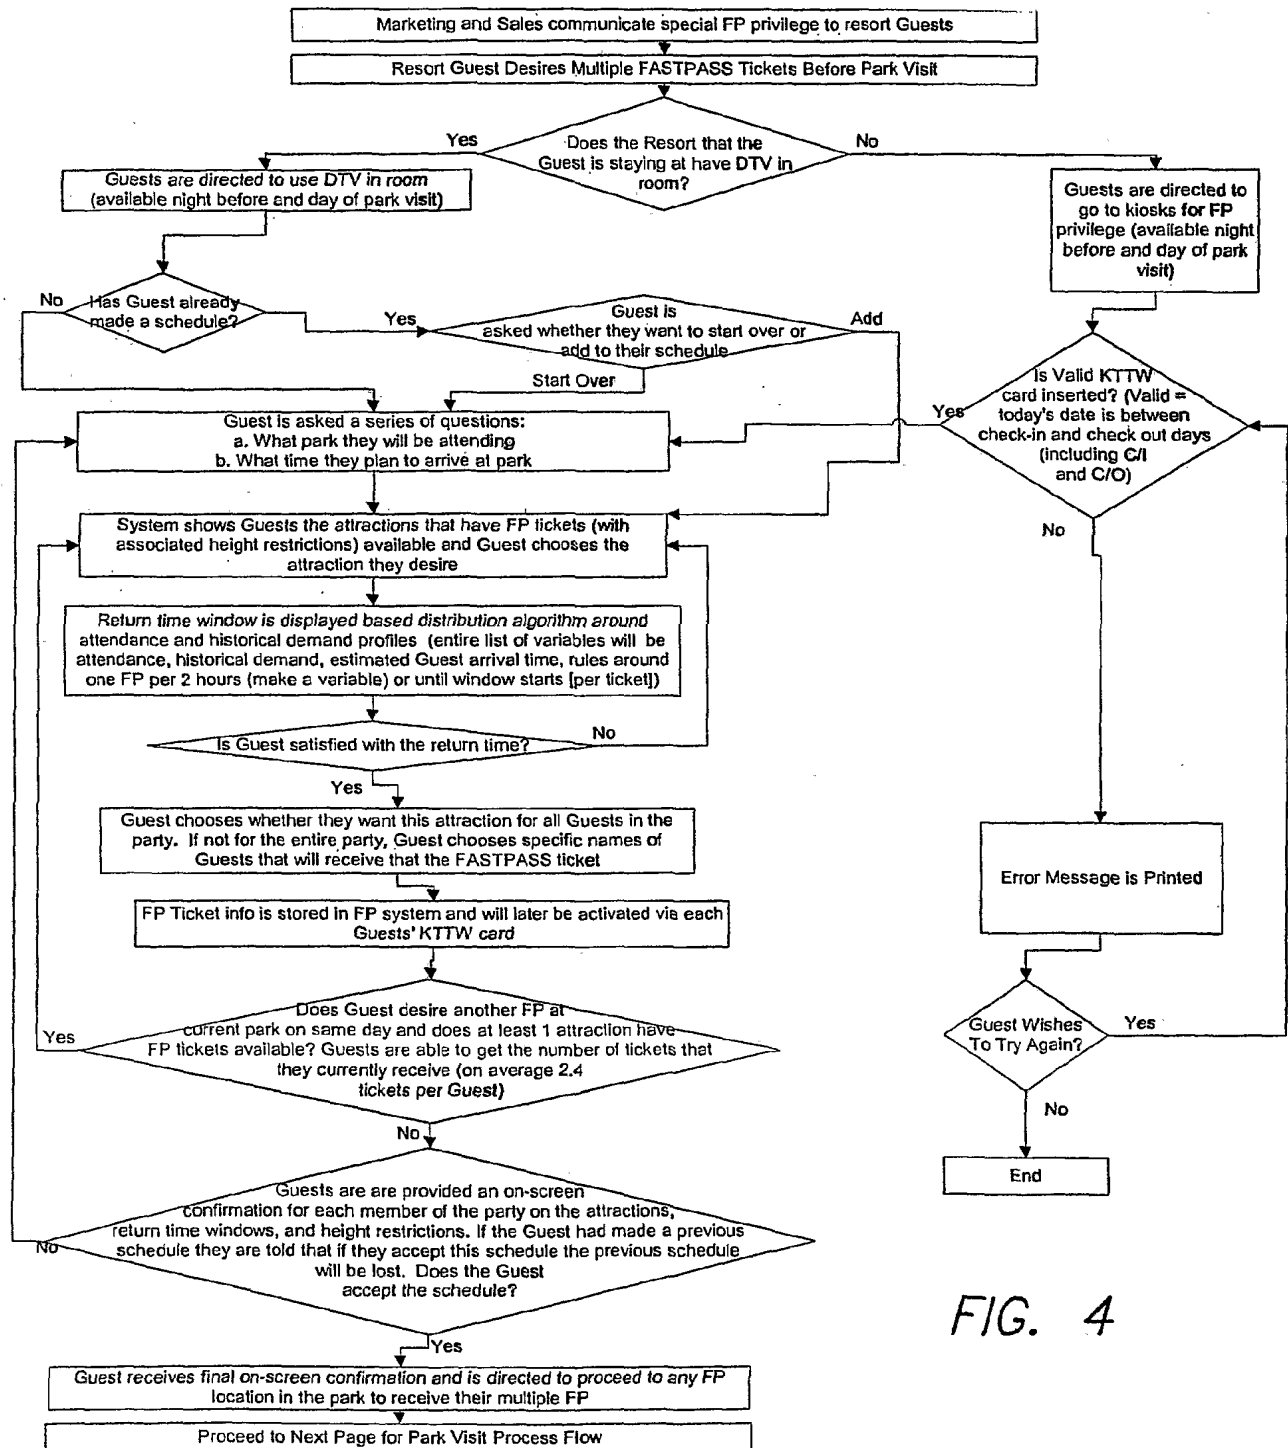 Marketing and Sales communicate special FP privilege to resort Guests
Resort Guest Desires Multiple FASTPASS Tickets Before Park Visit
Yes
Does the Resort that the
Guest is staying at have DTV in
room?
No
Guests are directed to use DTV in room
(available night before and day of park visit)
Guests are directed to
go to kiosks for FP
privilege (available night
before and day of park
visit)
No
Has Guest already
made a schedule?
Yes
Guest is
asked whether they want to start over or
add to their schedule
Add
Start Over
Is Valid KTTW
card inserted? (Valid =
today's date is between
check-in and check out days
(including C/I
and C/O)
Yes
No
Guest is asked a series of questions:
a. What park they will be attending
b. What time they plan to arrive at park
System shows Guests the attractions that have FP tickets (with
associated height restrictions) available and Guest chooses the
attraction they desire
Return time window is displayed based distribution algorithm around
attendance and historical demand profiles (entire list of variables will be
attendance, historical demand, estimated Guest arrival time, rules around
one FP per 2 hours (make a variable) or until window starts [per ticket])
Is Guest satisfied with the return time?
No
Yes
Guest chooses whether they want this attraction for all Guests in the
party. If not for the entire party, Guest chooses specific names of
Guests that will receive that the FASTPASS ticket
Error Message is Printed
FP Ticket info is stored in FP system and will later be activated via each
Guests' KTTW card
Does Guest desire another FP at
current park on same day and does at least 1 attraction have
FP tickets available? Guests are able to get the number of tickets that
they currently receive (on average 2.4
tickets per Guest)
Yes
No
Guest Wishes
To Try Again?
Yes
No
End
Guests are are provided an on-screen
confirmation for each member of the party on the attractions,
return time windows, and height restrictions. If the Guest had made a previous
schedule they are told that if they accept this schedule the previous schedule
will be lost. Does the Guest
accept the schedule?
No
Yes
FIG. 4
Guest receives final on-screen confirmation and is directed to proceed to any FP
location in the park to receive their multiple FP
Proceed to Next Page for Park Visit Process Flow